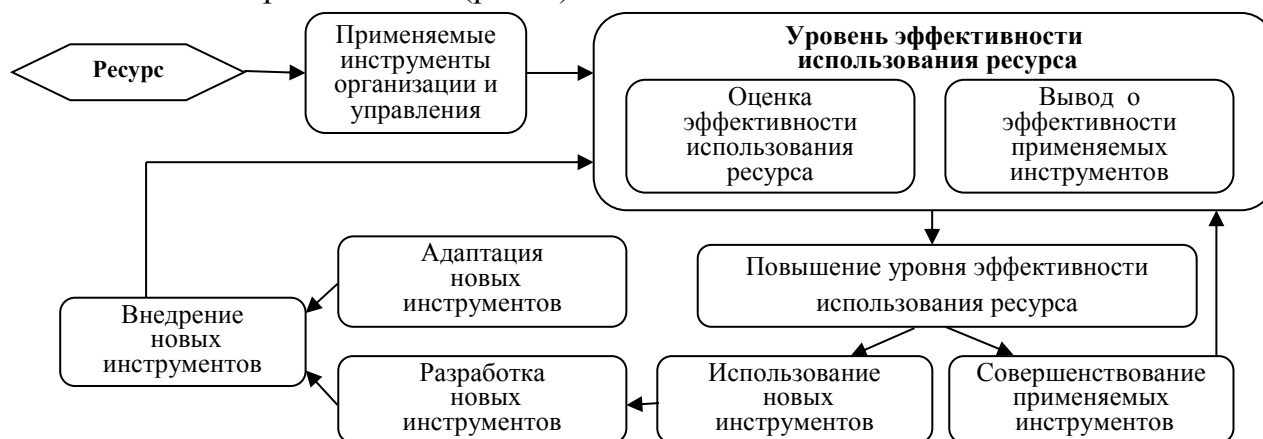 Ресурс
Применяемые
инструменты
организации и
управления
Уровень эффективности
использования ресурса
Оценка
эффективности
использования
ресурса
Вывод о
эффективности
применяемых
инструментов
Адаптация
новых
инструментов
Повышение уровня эффективности
использования ресурса
Внедрение
новых
инструментов
Разработка
новых
инструментов
Использование
новых
инструментов
Совершенствование
применяемых
инструментов